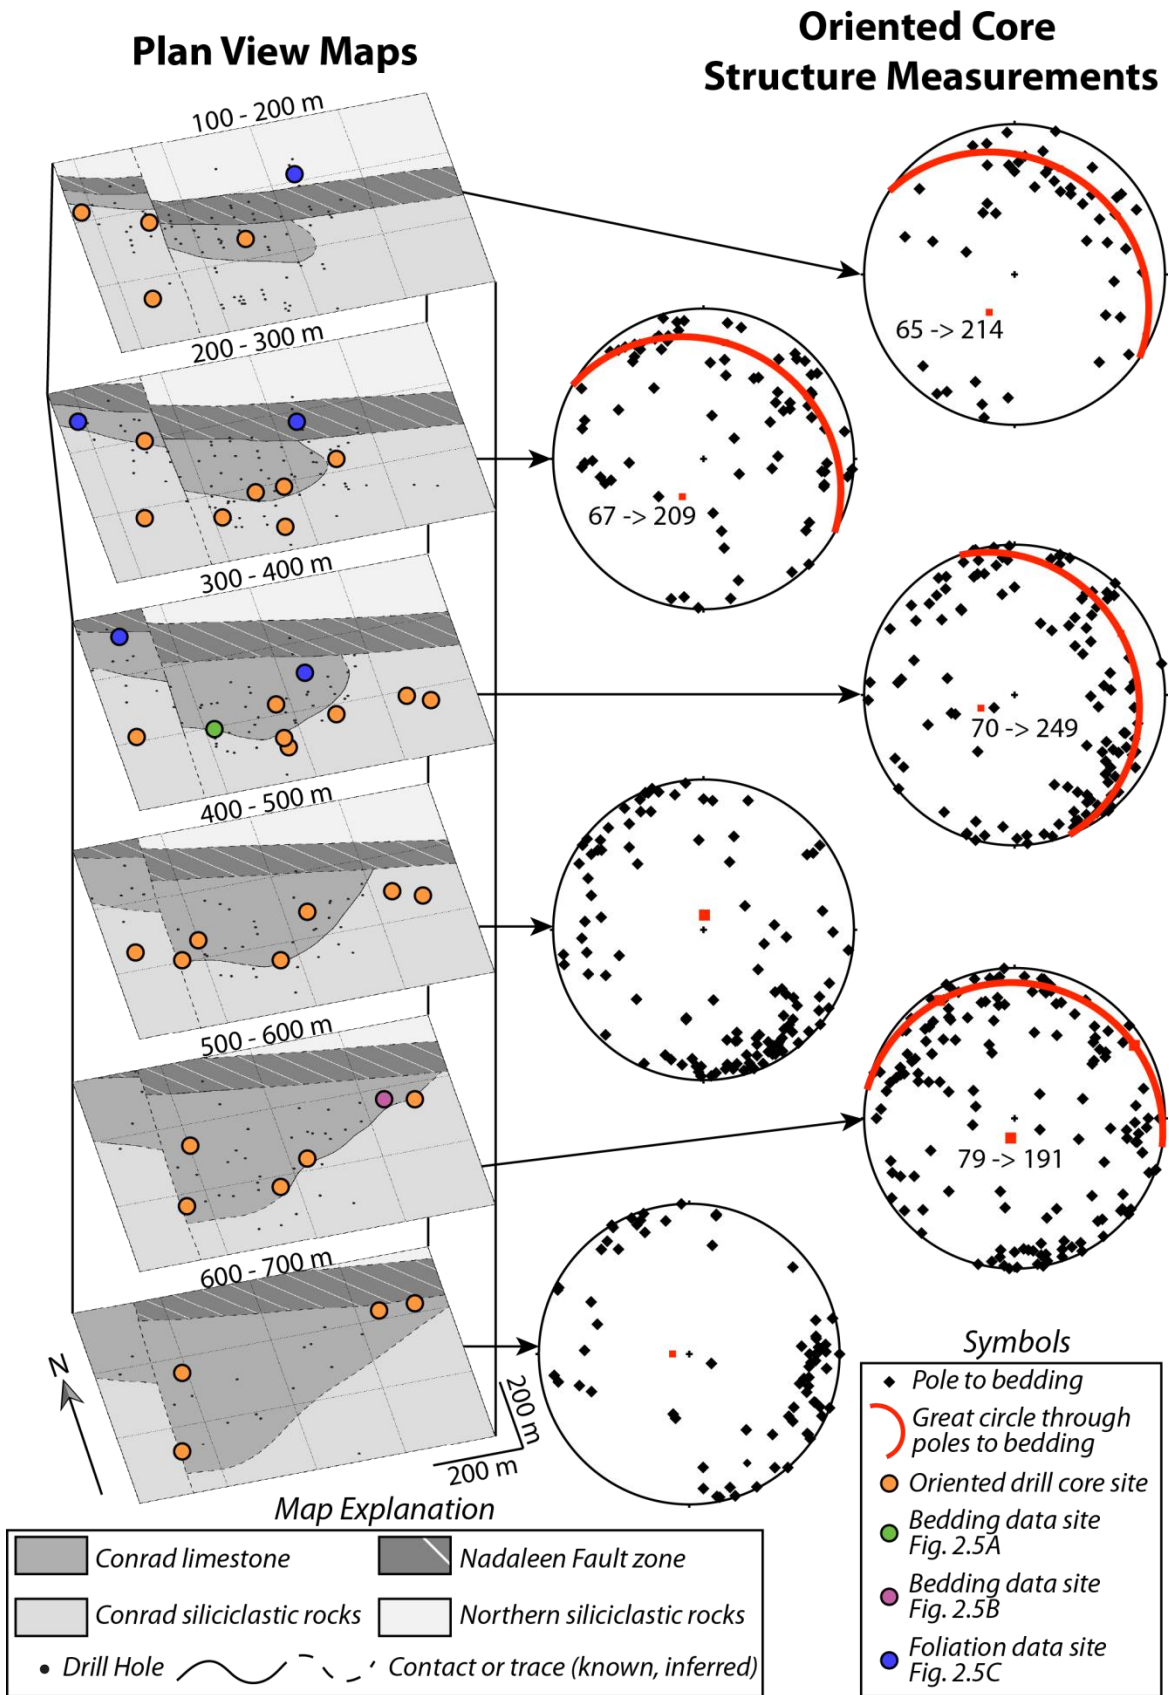 Plan View Maps
Oriented Core
Structure Measurements
100 - 200 m
65 -> 214
200 - 300 m
67 -> 209
300 - 400 m
70 -> 249
400 - 500 m
500 - 600 m
79 -> 191
600 - 700 m
N
200 m
200 m
Symbols
Pole to bedding
Great circle through
poles to bedding
Oriented drill core site
Bedding data site
Fig. 2.5A
Bedding data site
Fig. 2.5B
Foliation data site
Fig. 2.5C
Map Explanation
Conrad limestone
Nadaleen Fault zone
Conrad siliciclastic rocks
Northern siliciclastic rocks
Drill Hole
Contact or trace (known, inferred)